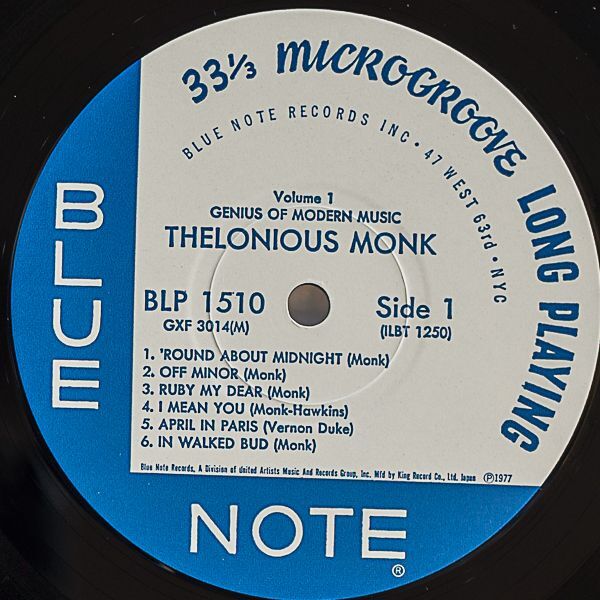 33⅓ MICROGROOVE LONG PLAYING
BLUE NOTE RECORDS INC • 47 WEST 63rd • NYC
Volume 1
GENIUS OF MODERN MUSIC
THELONIOUS MONK
BLP 1510
GXF 3014(M)
Side 1
(ILBT 1250)
1. 'ROUND ABOUT MIDNIGHT (Monk)
2. OFF MINOR (Monk)
3. RUBY MY DEAR (Monk)
4. I MEAN YOU (Monk-Hawkins)
5. APRIL IN PARIS (Vernon Duke)
6. IN WALKED BUD (Monk)
Blue Note Records, A Division of United Artists Music And Records Group, Inc. Mfd by King Record Co., Ltd. Japan ℗1977
BLUE
NOTE®